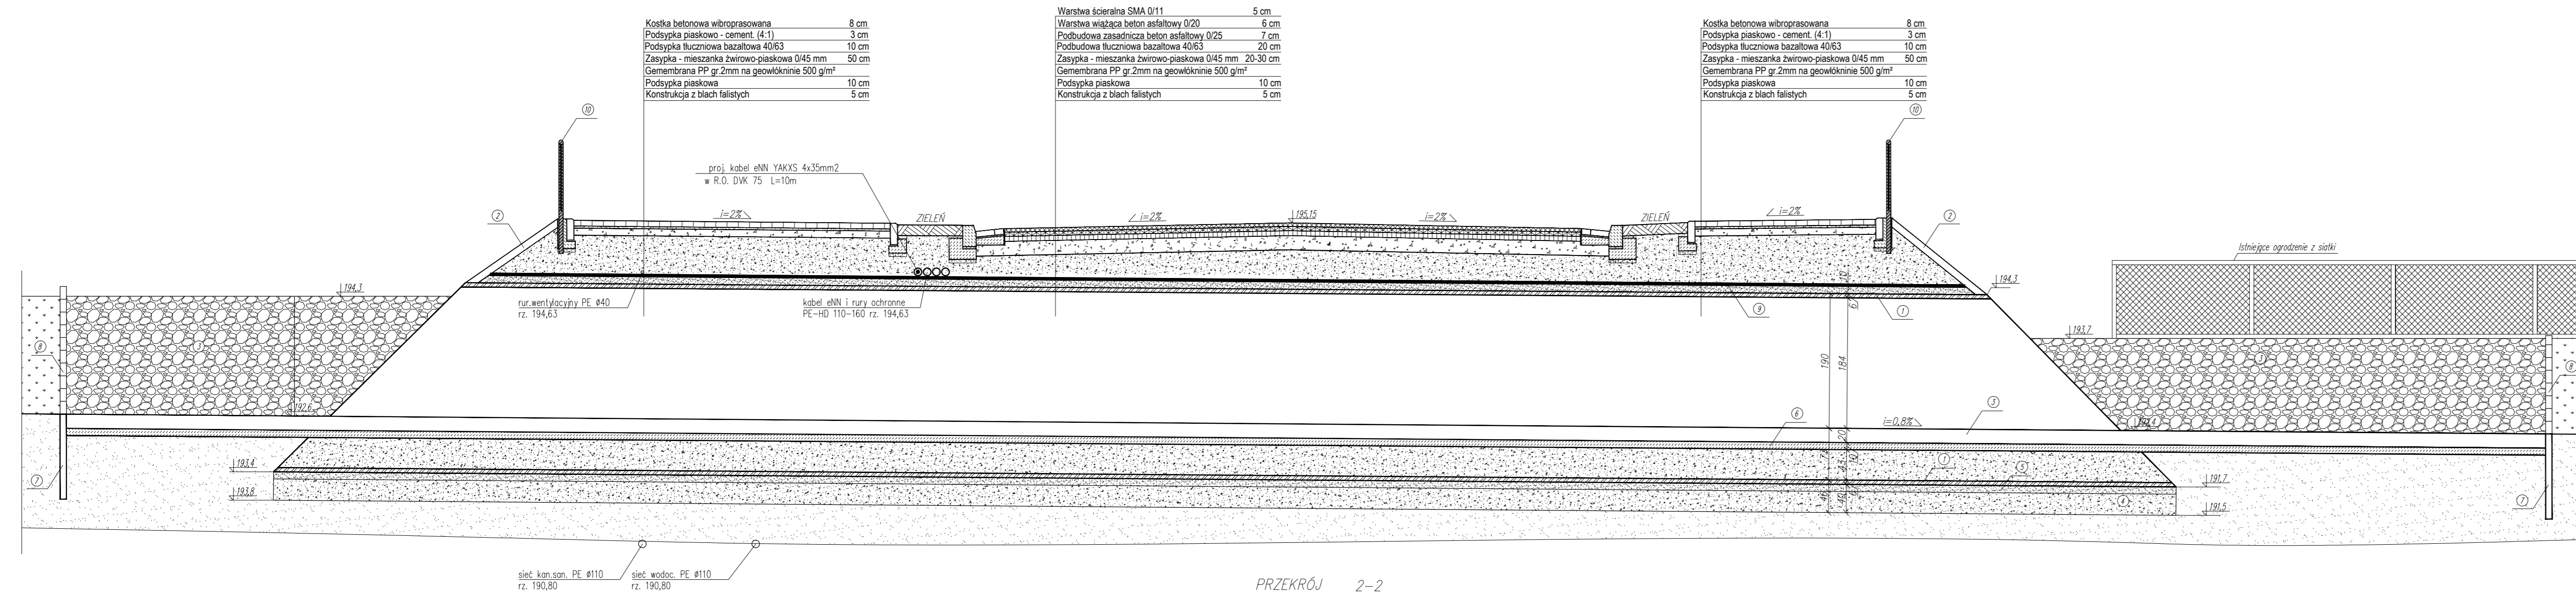 Kostka betonowa wibroprasowana 8 cm
Podsypka piaskowo - cement. (4:1) 3 cm
Podsypka tłuczniowa bazaltowa 40/63 10 cm
Zasypka - mieszanka żwirowo-piaskowa 0/45 mm 50 cm
Gemembrana PP gr.2mm na geowłókninie 500 g/m²
Podsypka piaskowa 10 cm
Konstrukcja z blach falistych 5 cm
Warstwa ścieralna SMA 0/11 5 cm
Warstwa wiążąca beton asfaltowy 0/20 6 cm
Podbudowa zasadnicza beton asfaltowy 0/25 7 cm
Podbudowa tłuczniowa bazaltowa 40/63 20 cm
Zasypka - mieszanka żwirowo-piaskowa 0/45 mm 20-30 cm
Gemembrana PP gr.2mm na geowłókninie 500 g/m²
Podsypka piaskowa 10 cm
Konstrukcja z blach falistych 5 cm
Kostka betonowa wibroprasowana 8 cm
Podsypka piaskowo - cement. (4:1) 3 cm
Podsypka tłuczniowa bazaltowa 40/63 10 cm
Zasypka - mieszanka żwirowo-piaskowa 0/45 mm 50 cm
Gemembrana PP gr.2mm na geowłókninie 500 g/m²
Podsypka piaskowa 10 cm
Konstrukcja z blach falistych 5 cm
10
10
proj. kabel eNN YAKXS 4x35mm2
w R.O. DVK 75 L=10m
2
i=2%
ZIELEŃ
i=2%
195,15
i=2%
ZIELEŃ
i=2%
2
Istniejące ogrodzenie z siatki
194,3
194,3
10
6
rur.wentylacyjny PE ø40
rz. 194,63
kabel eNN i rury ochronne
PE-HD 110-160 rz. 194,63
9
1
193,7
8
3
190
184
3
8
192,6
6
3
i=0,8%
20
10
193,4
1
5
7
191,7
193,8
40
4
7
191,5
sieć kan.san. PE ø110
rz. 190,80
sieć wodoc. PE ø110
rz. 190,80
PRZEKRÓJ 2-2